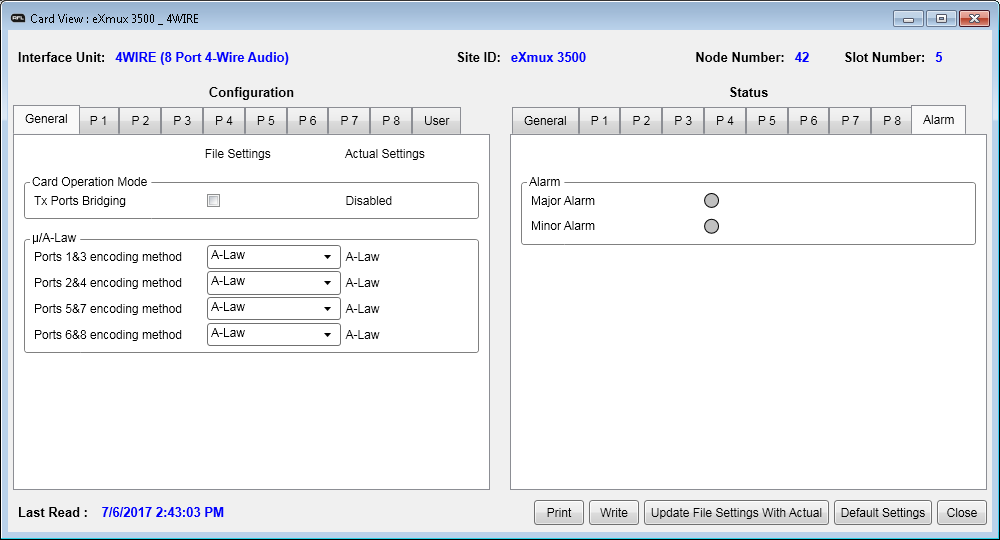 AFL Card View : eXmux 3500 _ 4WIRE
Interface Unit: 4WIRE (8 Port 4-Wire Audio) Site ID: eXmux 3500 Node Number: 42 Slot Number: 5
Configuration
General P 1 P 2 P 3 P 4 P 5 P 6 P 7 P 8 User
File Settings Actual Settings
Card Operation Mode
Tx Ports Bridging Disabled
µ/A-Law
Ports 1&3 encoding method A-Law A-Law
Ports 2&4 encoding method A-Law A-Law
Ports 5&7 encoding method A-Law A-Law
Ports 6&8 encoding method A-Law A-Law
Status
General P 1 P 2 P 3 P 4 P 5 P 6 P 7 P 8 Alarm
Alarm
Major Alarm
Minor Alarm
Last Read : 7/6/2017 2:43:03 PM Print Write Update File Settings With Actual Default Settings Close